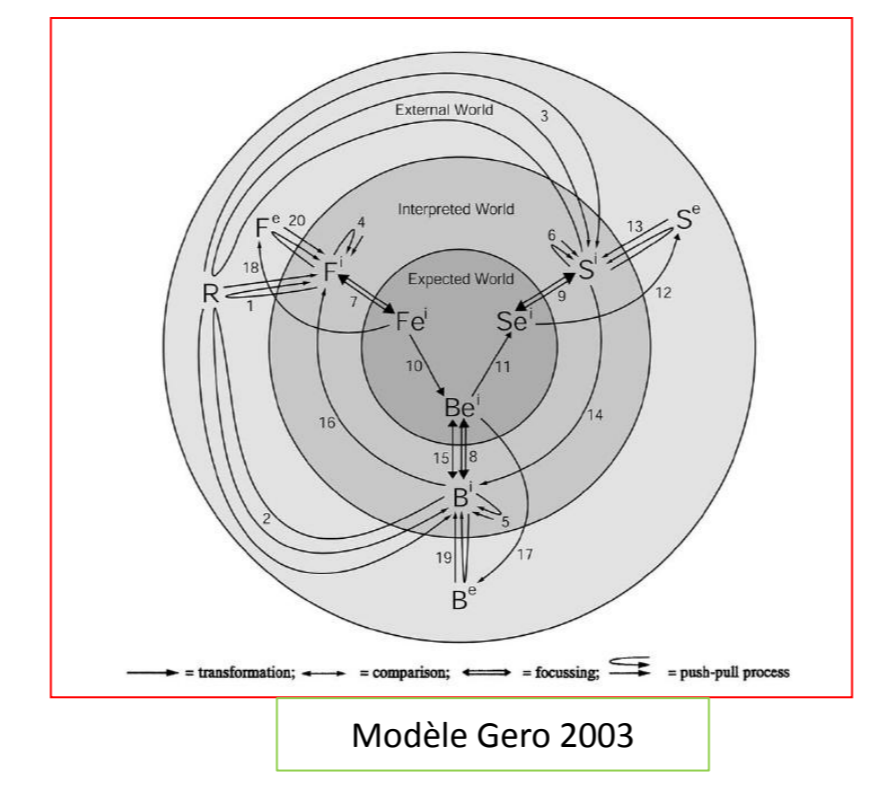 External World
3
Interpreted World
Fᵉ 20
4
6
13
Sᵉ
18
Fⁱ
Sⁱ
R
1
7
Expected World
9
12
Feⁱ
Seⁱ
10
11
Beⁱ
16
14
15
8
Bⁱ
2
5
19
17
Bᵉ
= transformation; = comparison; = focussing; = push-pull process
Modèle Gero 2003